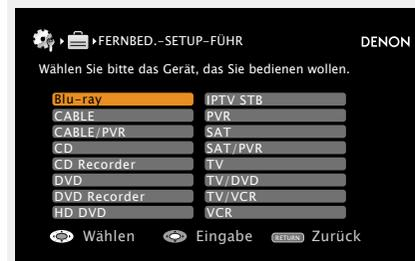 FERNBED.-SETUP-FÜHR
DENON
Wählen Sie bitte das Gerät, das Sie bedienen wollen.
Blu-ray
CABLE
CABLE/PVR
CD
CD Recorder
DVD
DVD Recorder
HD DVD
IPTV STB
PVR
SAT
SAT/PVR
TV
TV/DVD
TV/VCR
VCR
Wählen Eingabe RETURN Zurück